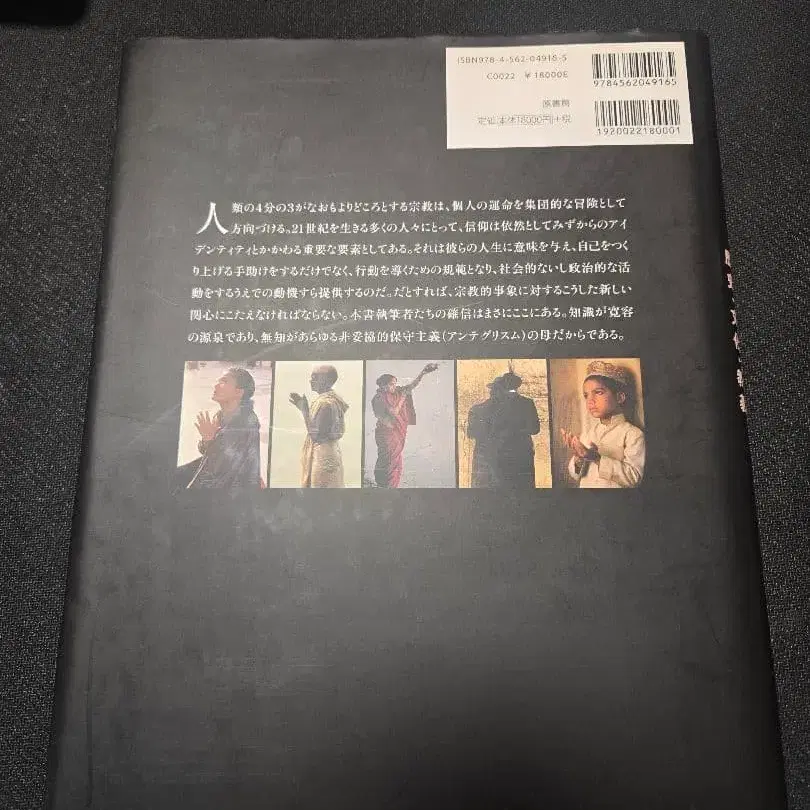 ISBN978-4-562-04916-5
C0022 ¥18000E
9784562049165
原書房
定価(本体18000円)+税
1920022180001
人類の4分の3がなおもよりどころとする宗教は、個人の運命を集団的な冒険として
方向づける。21世紀を生きる多くの人々にとって、信仰は依然としてみずからのアイ
デンティティとかかわる重要な要素としてある。それは彼らの人生に意味を与え、自己をつく
り上げる手助けをするだけでなく、行動を導くための規範となり、社会的ないし政治的な活
動をするうえでの動機すら提供するのだ。だとすれば、宗教的事象に対するこうした新しい
関心にこたえなければならない。本書執筆者たちの確信はまさにここにある。知識が寛容
の源泉であり、無知があらゆる非妥協的保守主義(アンテグリスム)の母だからである。